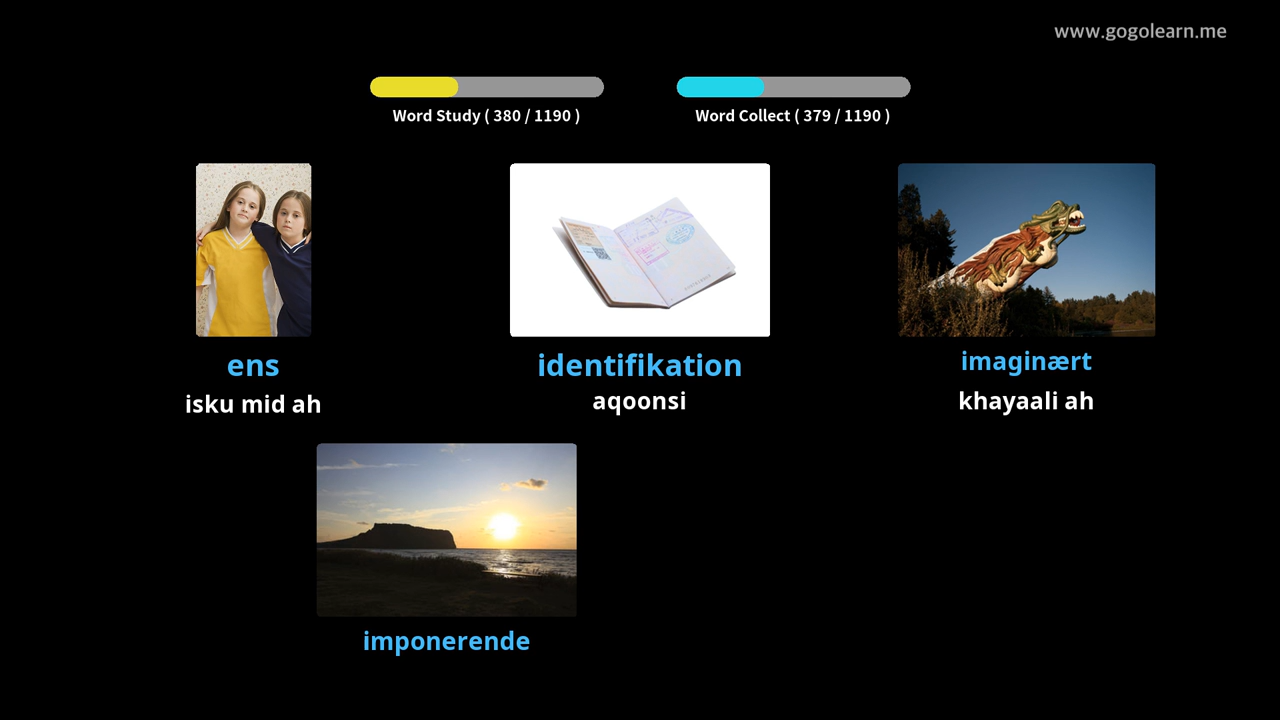 www.gogolearn.me
Word Study ( 380 / 1190 )
Word Collect ( 379 / 1190 )
ens
isku mid ah
identifikation
aqoonsi
imaginært
khayaali ah
imponerende